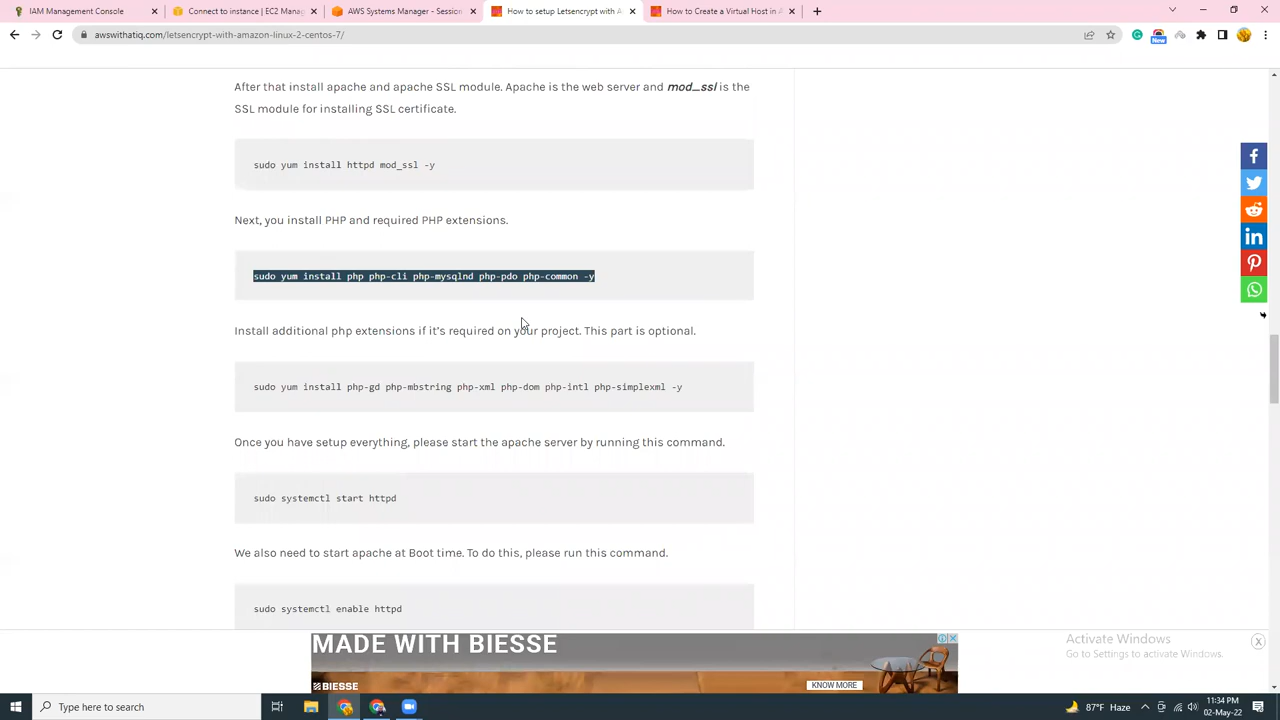 IAM Management Console
Connect to instance | EC2 Manag
AWS Systems Manager - Session
How to setup Letsencrypt with A
How to Create a Virtual Host in A
awswithatiq.com/letsencrypt-with-amazon-linux-2-centos-7/
New
After that install apache and apache SSL module. Apache is the web server and mod_ssl is the
SSL module for installing SSL certificate.
sudo yum install httpd mod_ssl -y
Next, you install PHP and required PHP extensions.
sudo yum install php php-cli php-mysqlnd php-pdo php-common -y
Install additional php extensions if it's required on your project. This part is optional.
sudo yum install php-gd php-mbstring php-xml php-dom php-intl php-simplexml -y
Once you have setup everything, please start the apache server by running this command.
sudo systemctl start httpd
We also need to start apache at Boot time. To do this, please run this command.
sudo systemctl enable httpd
MADE WITH BIESSE
BIESSE
KNOW MORE
Activate Windows
Go to Settings to activate Windows.
X
Type here to search
87°F Haze
11:34 PM
02-May-22